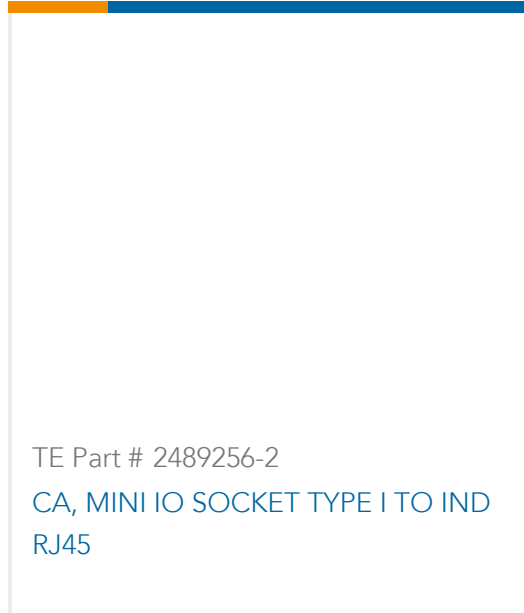 TE Part # 2489256-2
CA, MINI IO SOCKET TYPE I TO IND
RJ45